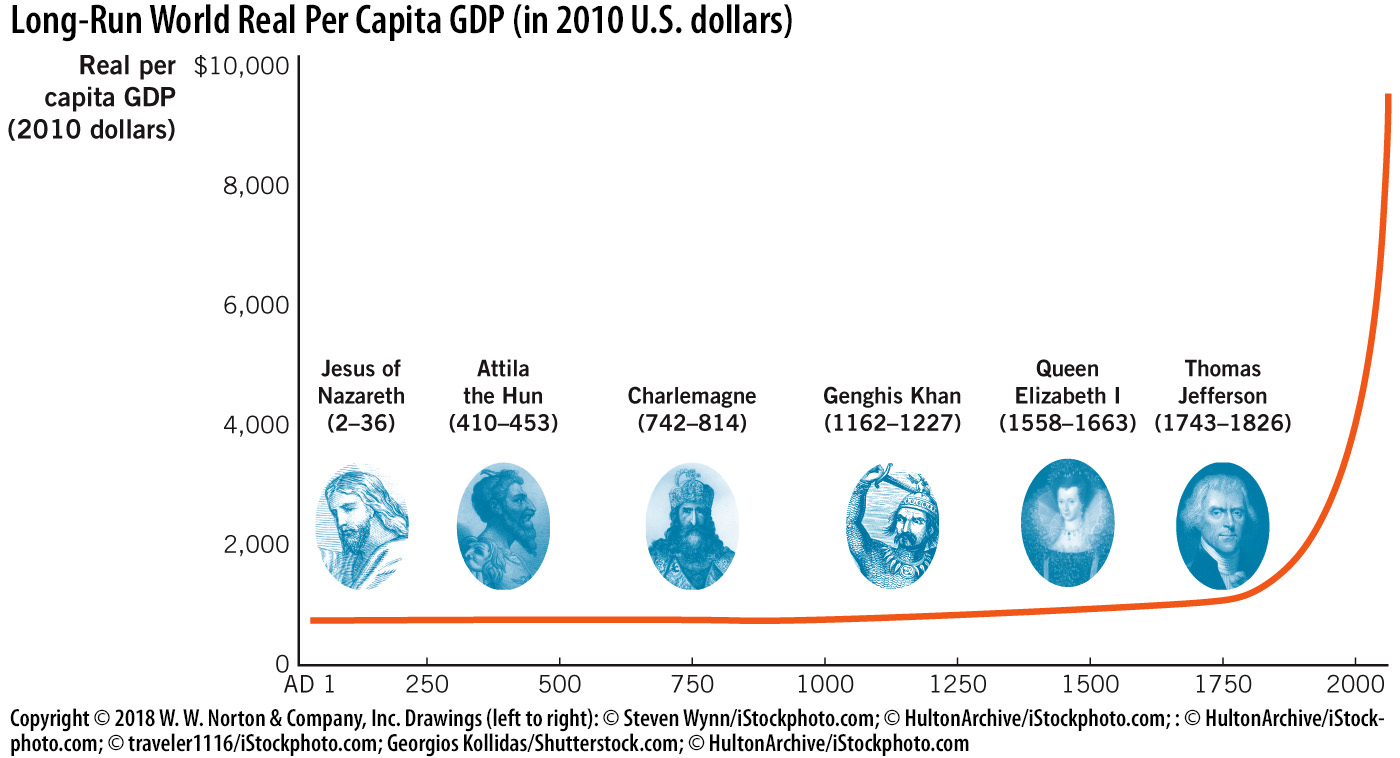 Long-Run World Real Per Capita GDP (in 2010 U.S. dollars)
Real per
capita GDP
(2010 dollars)
$10,000
8,000
6,000
4,000
2,000
0
Jesus of
Nazareth
(2–36)
Attila
the Hun
(410–453)
Charlemagne
(742–814)
Genghis Khan
(1162–1227)
Queen
Elizabeth I
(1558–1663)
Thomas
Jefferson
(1743–1826)
AD 1 250 500 750 1000 1250 1500 1750 2000
Copyright © 2018 W. W. Norton & Company, Inc. Drawings (left to right): © Steven Wynn/iStockphoto.com; © HultonArchive/iStockphoto.com; : © HultonArchive/iStock-
photo.com; © traveler1116/iStockphoto.com; Georgios Kollidas/Shutterstock.com; © HultonArchive/iStockphoto.com